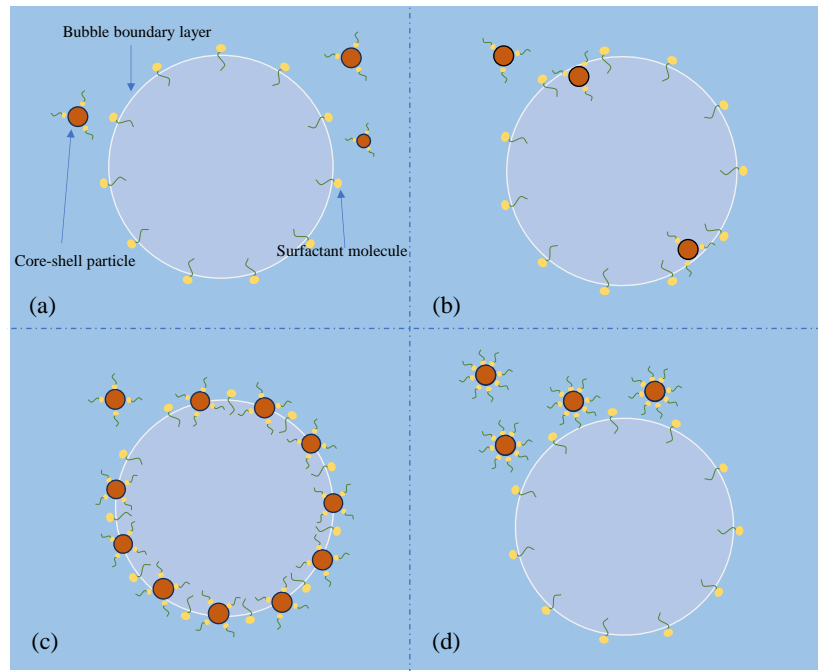 Bubble boundary layer
Core-shell particle
Surfactant molecule
(a)
(b)
(c)
(d)